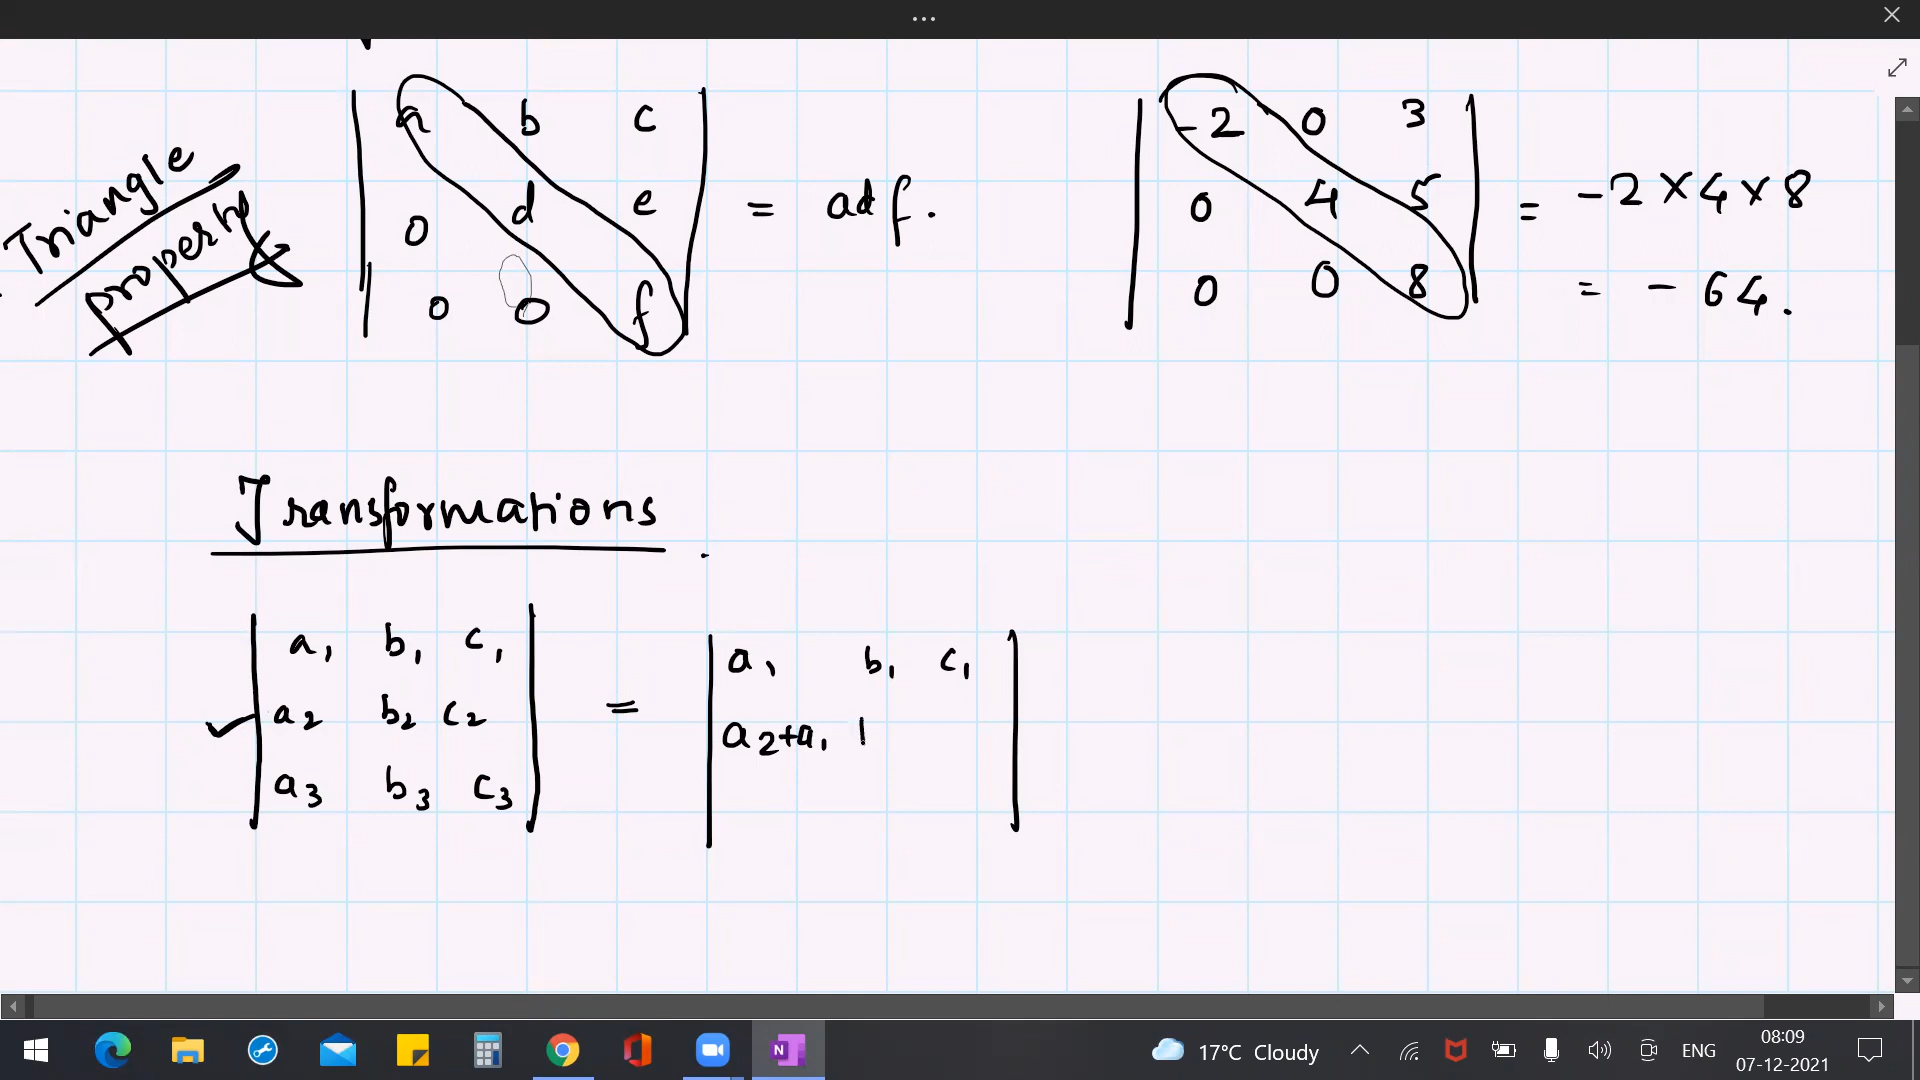 Triangle
property
| a b c |
| 0 d e | = adf.
| 0 0 f |
| -2 0 3 |
| 0 4 5 | = -2 × 4 × 8
| 0 0 8 | = - 64.
Transformations
| a1 b1 c1 |
| a2 b2 c2 | =
| a3 b3 c3 |
| a1 b1 c1 |
| a2+a1 |
17°C Cloudy
ENG
08:09
07-12-2021